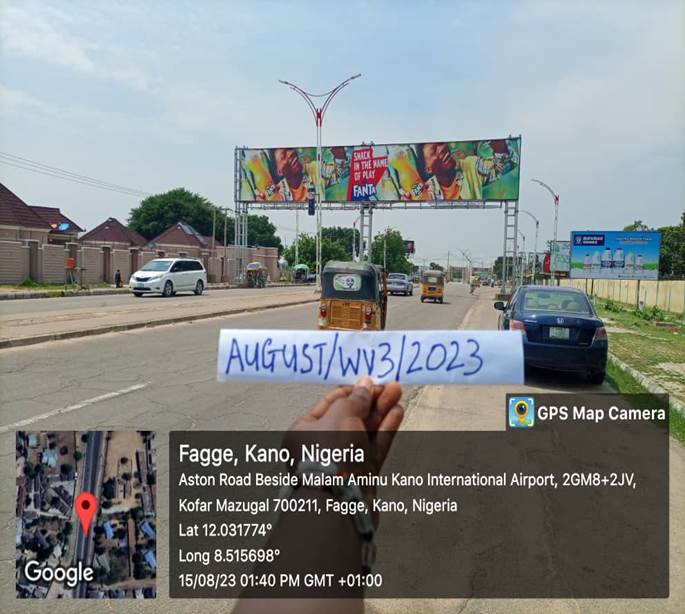 SNACK
IN THE NAME
OF PLAY
FANTA
AUGUST/WV3/2023
GPS Map Camera
Fagge, Kano, Nigeria
Aston Road Beside Malam Aminu Kano International Airport, 2GM8+2JV,
Kofar Mazugal 700211, Fagge, Kano, Nigeria
Lat 12.031774°
Long 8.515698°
15/08/23 01:40 PM GMT +01:00
Google